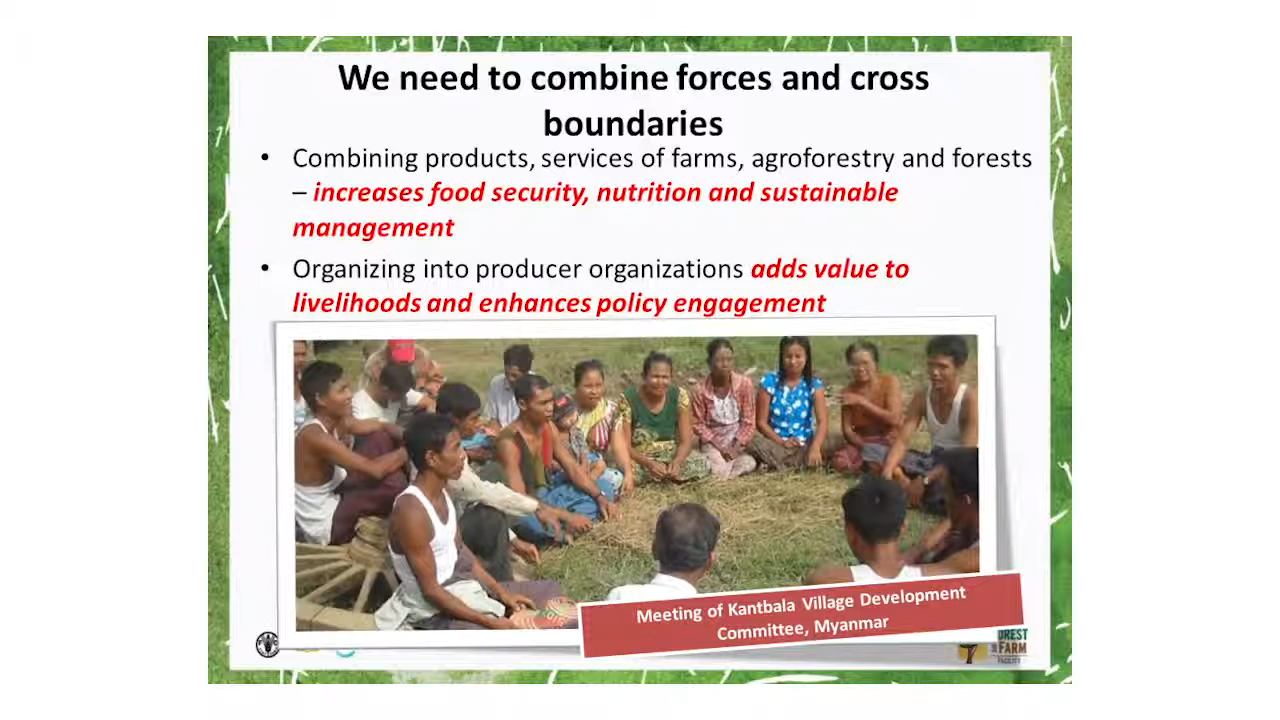 We need to combine forces and cross
boundaries
• Combining products, services of farms, agroforestry and forests
– increases food security, nutrition and sustainable
management
• Organizing into producer organizations adds value to
livelihoods and enhances policy engagement
Meeting of Kantbala Village Development
Committee, Myanmar
FARM
FACILITY